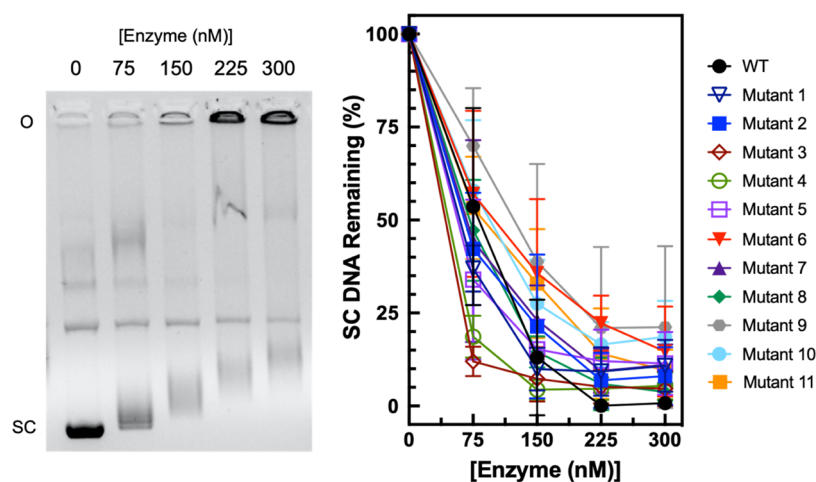 [Enzyme (nM)]
0 75 150 225 300
O
SC
SC DNA Remaining (%)
100
75
50
25
0
0 75 150 225 300
[Enzyme (nM)]
WT
Mutant 1
Mutant 2
Mutant 3
Mutant 4
Mutant 5
Mutant 6
Mutant 7
Mutant 8
Mutant 9
Mutant 10
Mutant 11